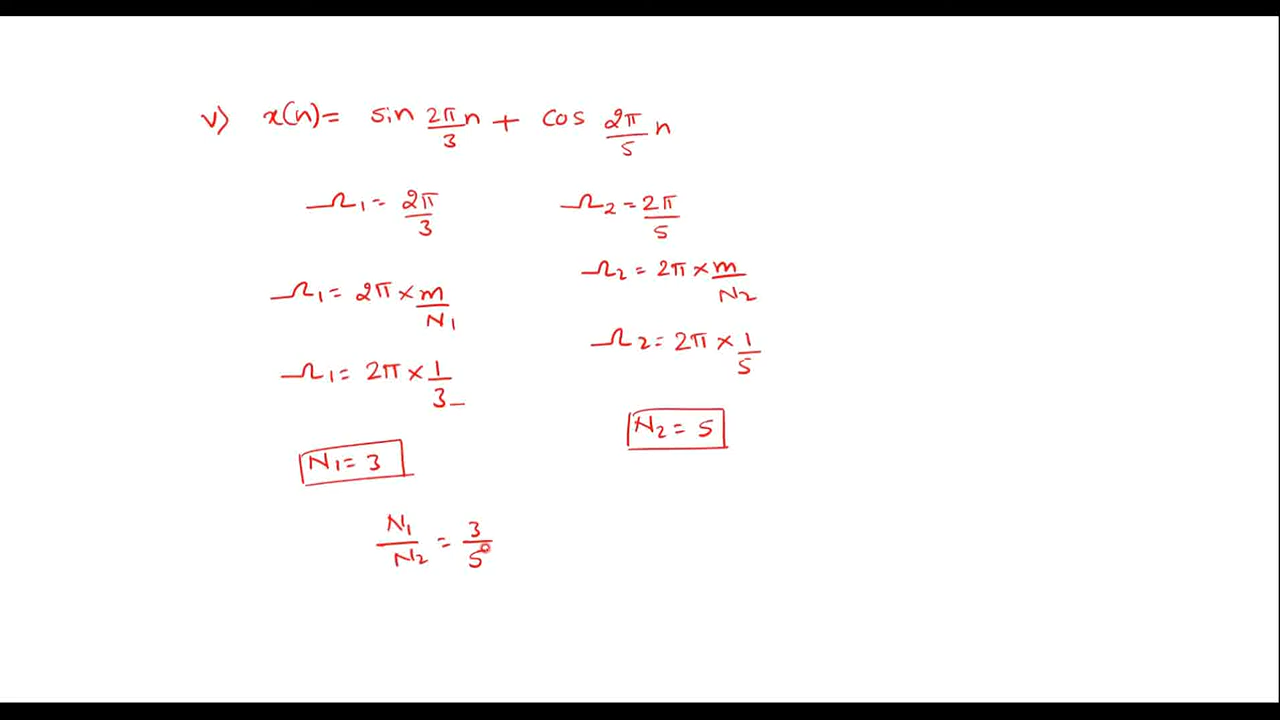 v) x(n) = sin 2π/3 n + cos 2π/5 n
Ω1 = 2π/3
Ω2 = 2π/5
Ω1 = 2π × m/N1
Ω2 = 2π × m/N2
Ω1 = 2π × 1/3
Ω2 = 2π × 1/5
N1 = 3
N2 = 5
N1/N2 = 3/5